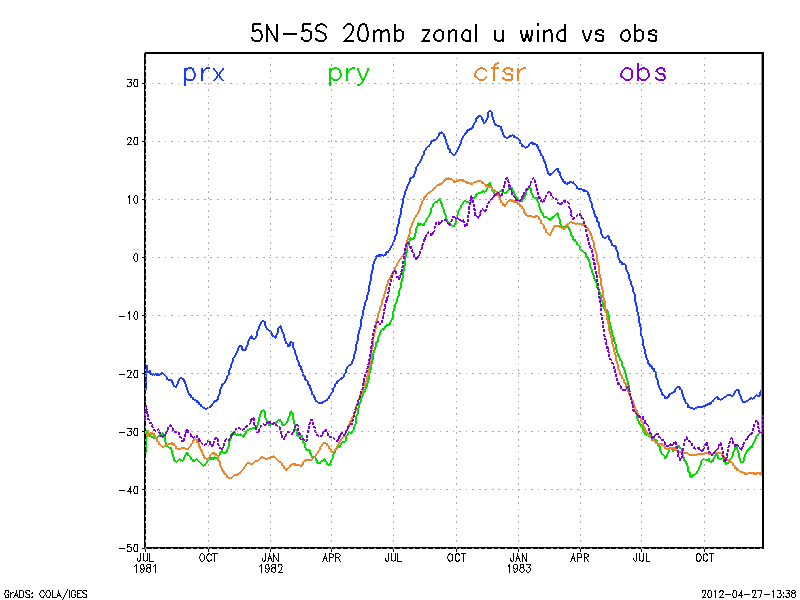 5N-5S 20mb zonal u wind vs obs
prx pry cfsr obs
30
20
10
0
-10
-20
-30
-40
-50
JUL OCT JAN APR JUL OCT JAN APR JUL OCT
1981 1982 1983
GrADS: COLA/IGES 2012-04-27-13:38